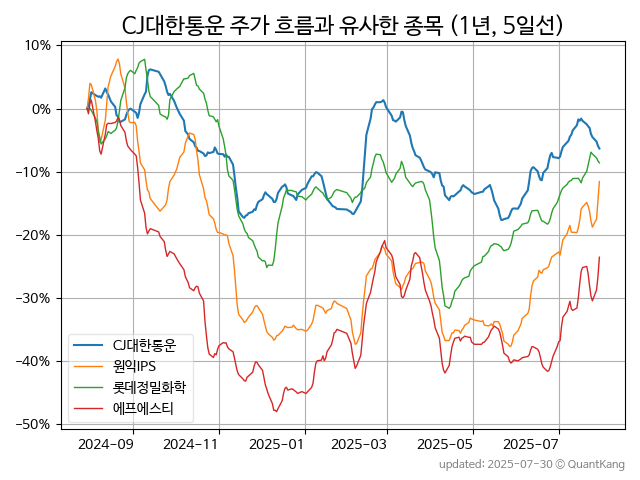 CJ대한통운 주가 흐름과 유사한 종목 (1년, 5일선)
10%
0%
−10%
−20%
−30%
−40%
−50%
CJ대한통운
원익IPS
롯데정밀화학
에프에스티
2024-09
2024-11
2025-01
2025-03
2025-05
2025-07
updated: 2025-07-30 © QuantKang